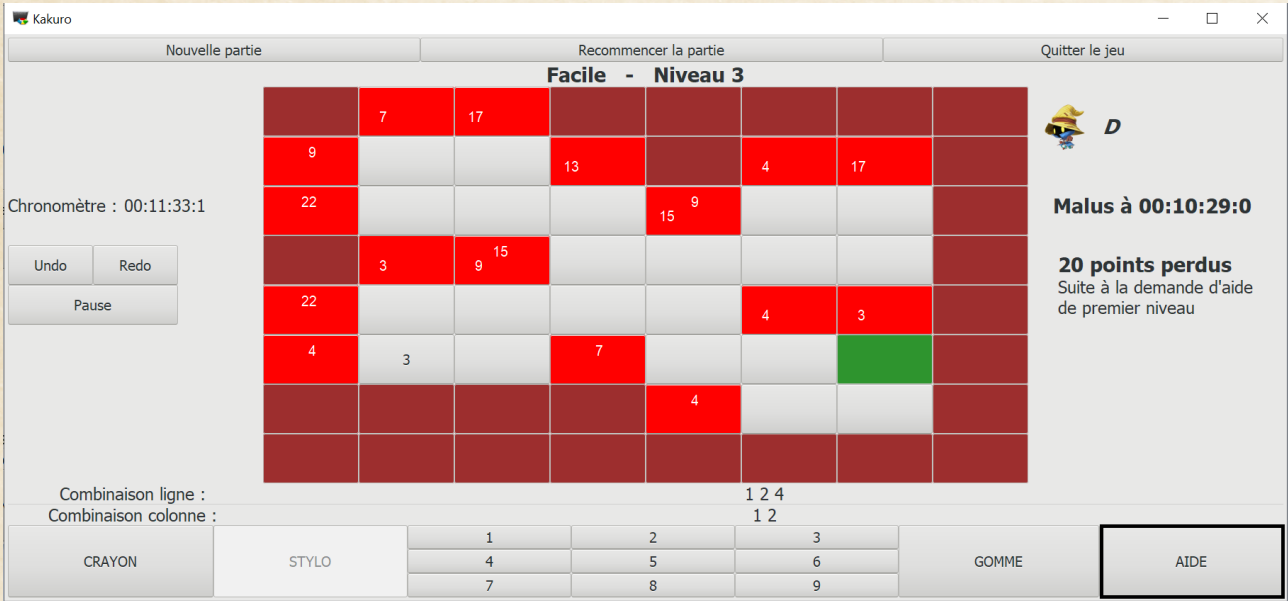 Kakuro
Nouvelle partie Recommencer la partie Quitter le jeu
Facile - Niveau 3
7 17
D
9 13 4 17
Chronomètre : 00:11:33:1
22 9 15
Malus à 00:10:29:0
Undo Redo
3 15 9
20 points perdus
Suite à la demande d'aide
de premier niveau
Pause
22 4 3
4 3 7
4
Combinaison ligne : 1 2 4
Combinaison colonne : 1 2
1 2 3
CRAYON STYLO 4 5 6 GOMME AIDE
7 8 9